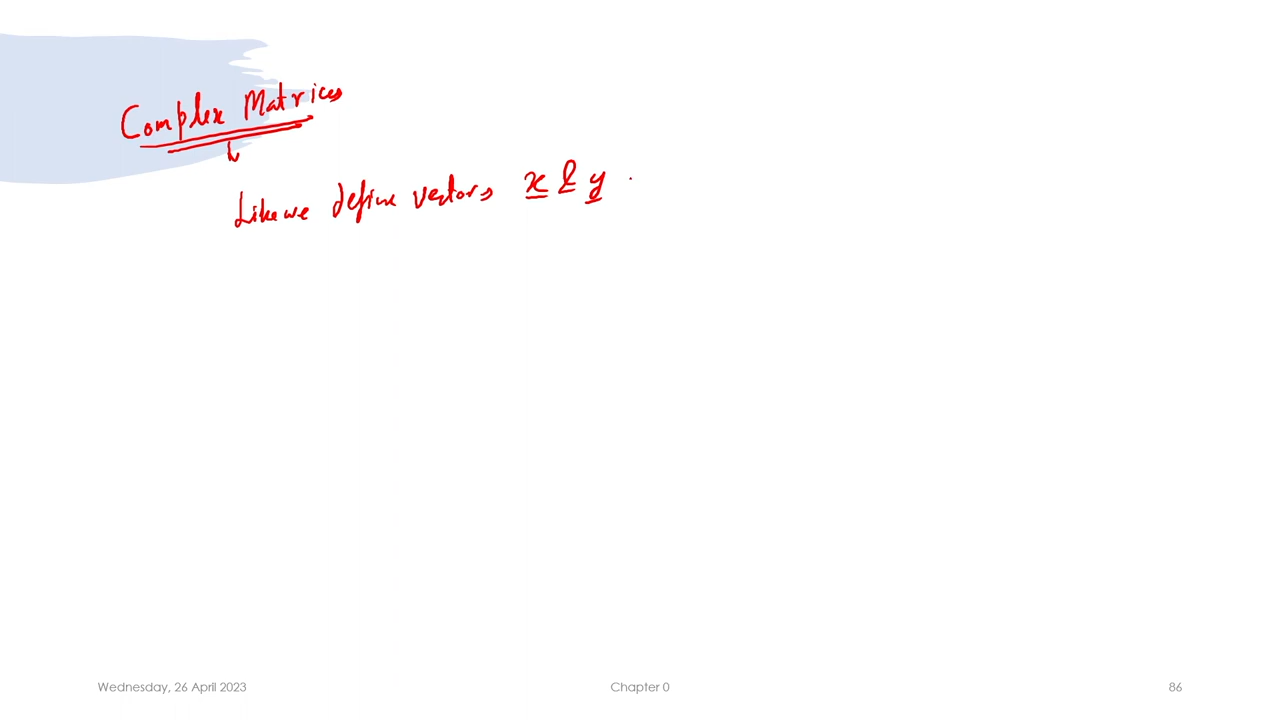 Complex Matrices
Like we define vectors x & y .
Wednesday, 26 April 2023
Chapter 0
86